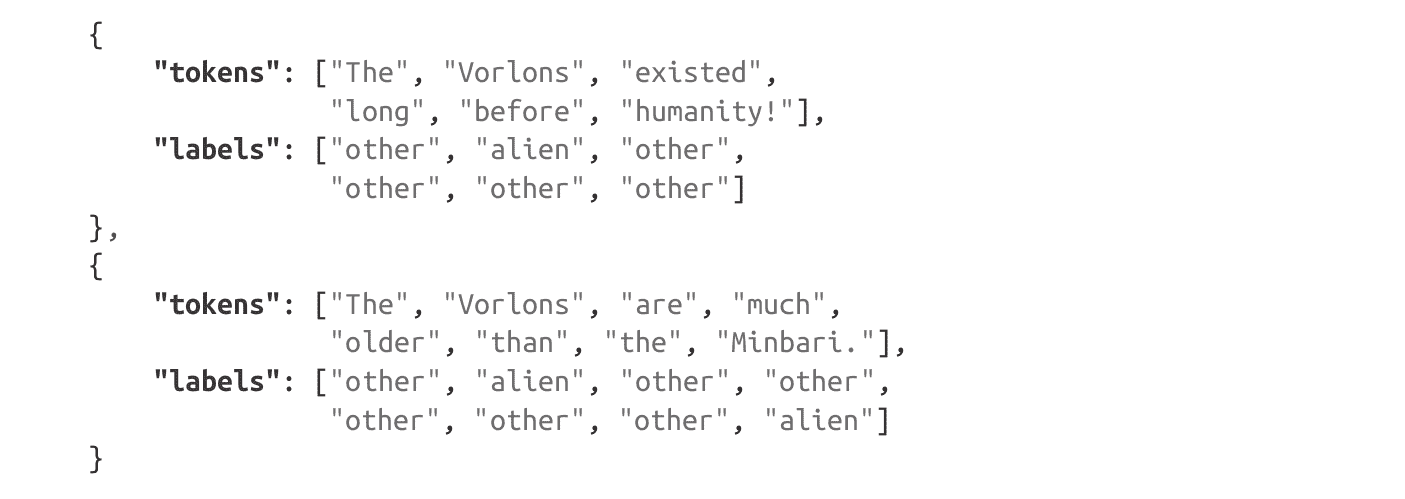 {
"tokens": ["The", "Vorlons", "existed",
"long", "before", "humanity!"],
"labels": ["other", "alien", "other",
"other", "other", "other"]
},
{
"tokens": ["The", "Vorlons", "are", "much",
"older", "than", "the", "Minbari."],
"labels": ["other", "alien", "other", "other",
"other", "other", "other", "alien"]
}